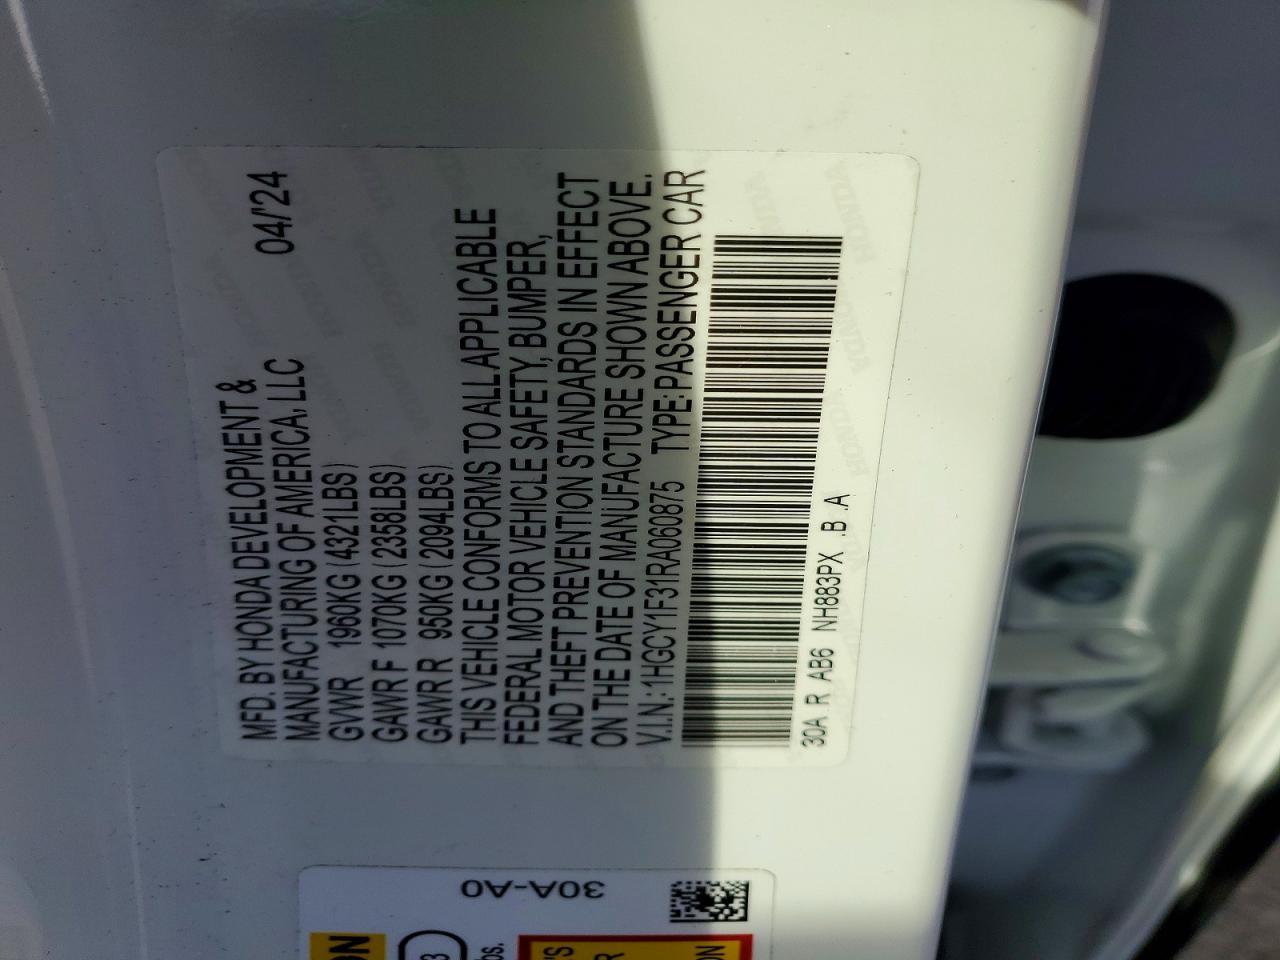 MFD. BY HONDA DEVELOPMENT &
MANUFACTURING OF AMERICA, LLC 04/'24
GVWR 1960KG (4321LBS)
GAWR F 1070KG (2358LBS)
GAWR R 950KG (2094LBS)
THIS VEHICLE CONFORMS TO ALL APPLICABLE
FEDERAL MOTOR VEHICLE SAFETY, BUMPER,
AND THEFT PREVENTION STANDARDS IN EFFECT
ON THE DATE OF MANUFACTURE SHOWN ABOVE.
V.I.N.:1HGCY1F31RA060875 TYPE:PASSENGER CAR
30A R AB6 NH883PX .B .A
30A-A0